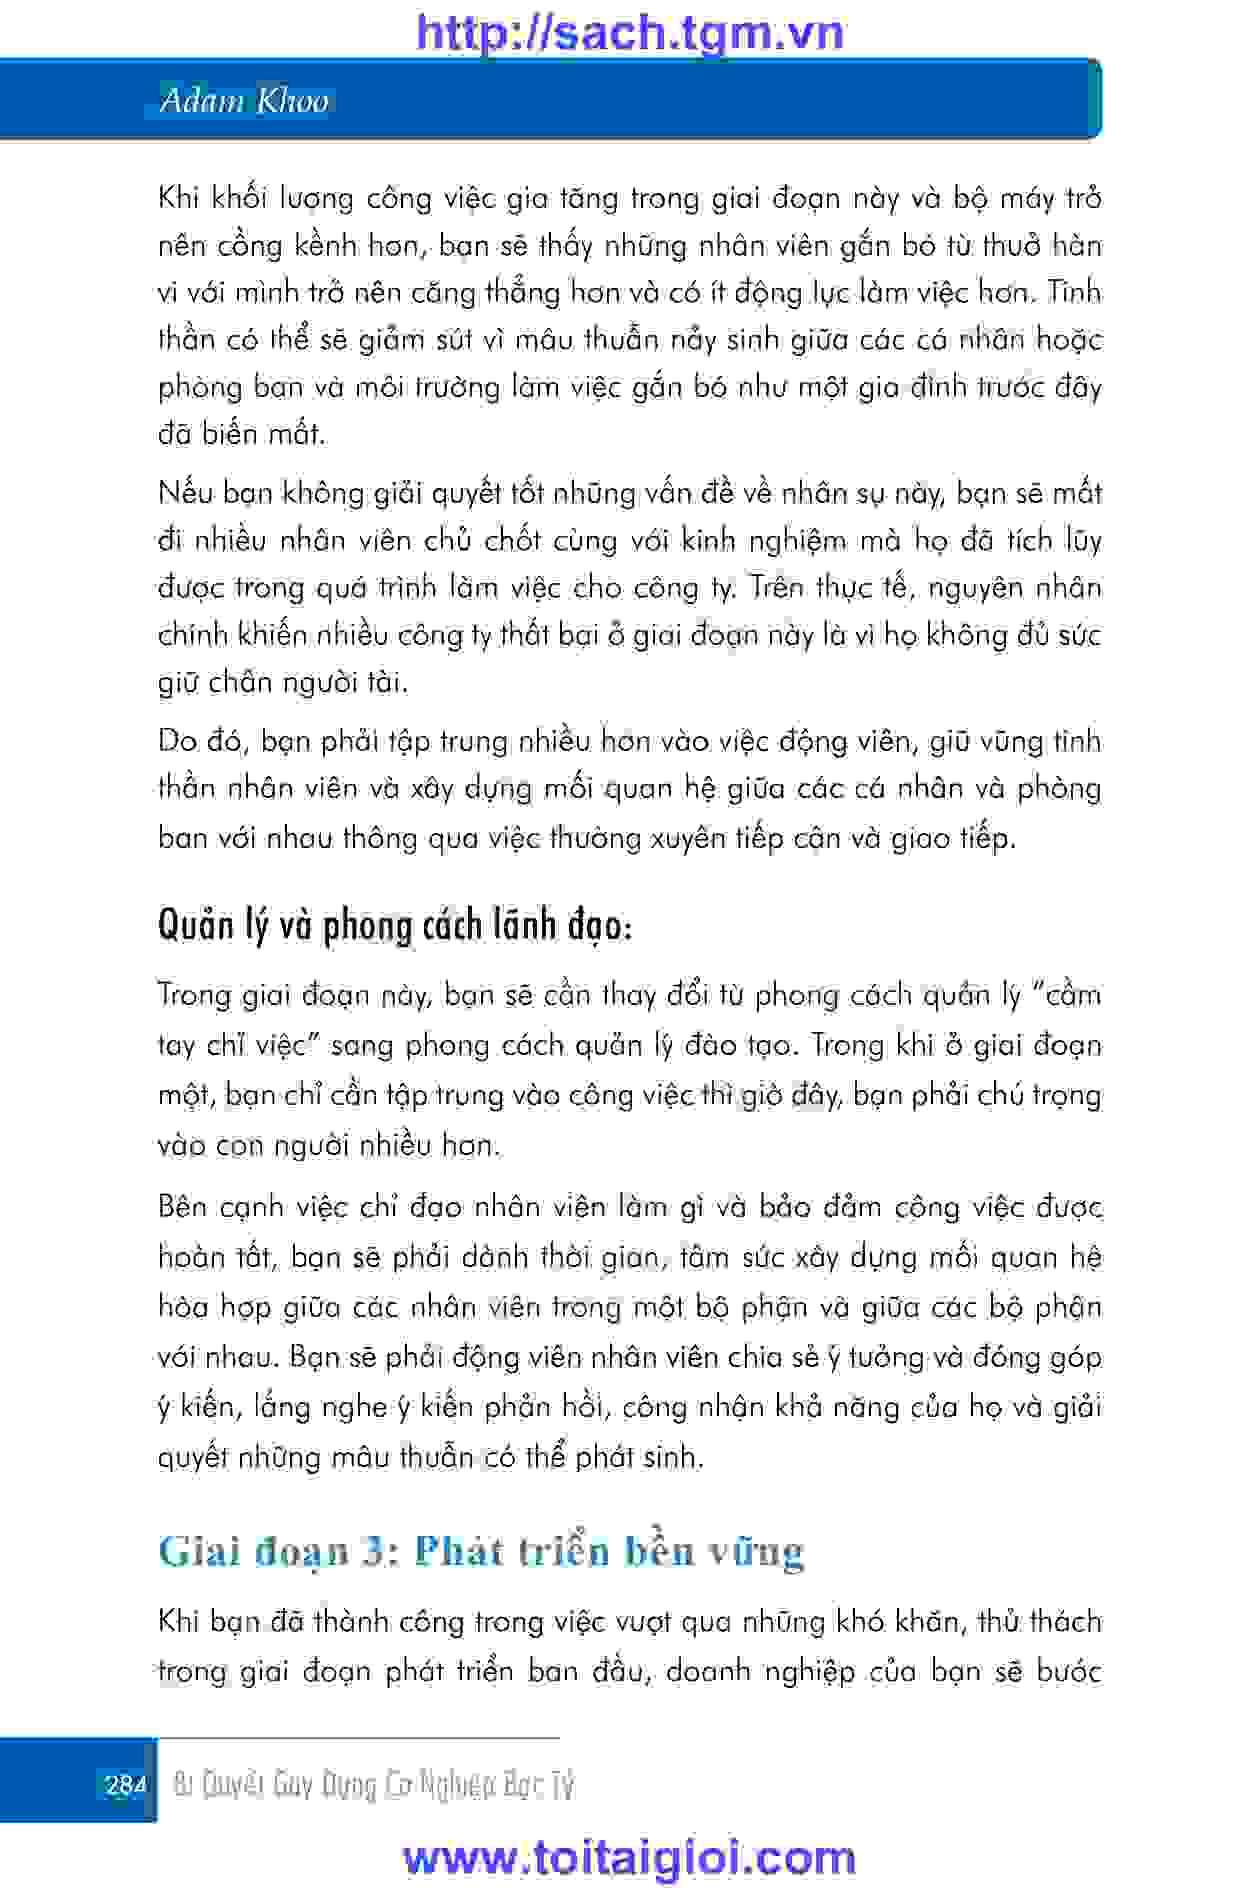 http://sach.tgm.vn
Adam Khoo
Khi khối lượng công việc gia tăng trong giai đoạn này và bộ máy trở
nên cồng kềnh hơn, bạn sẽ thấy những nhân viên gắn bó từ thuở hàn
vi với mình trở nên căng thẳng hơn và có ít động lực làm việc hơn. Tinh
thần có thể sẽ giảm sút vì mâu thuẫn nảy sinh giữa các cá nhân hoặc
phòng ban và môi trường làm việc gắn bó như một gia đình trước đây
đã biến mất.
Nếu bạn không giải quyết tốt những vấn đề về nhân sự này, bạn sẽ mất
đi nhiều nhân viên chủ chốt cùng với kinh nghiệm mà họ đã tích lũy
được trong quá trình làm việc cho công ty. Trên thực tế, nguyên nhân
chính khiến nhiều công ty thất bại ở giai đoạn này là vì họ không đủ sức
giữ chân người tài.
Do đó, bạn phải tập trung nhiều hơn vào việc động viên, giữ vững tinh
thần nhân viên và xây dựng mối quan hệ giữa các cá nhân và phòng
ban với nhau thông qua việc thường xuyên tiếp cận và giao tiếp.
Quản lý và phong cách lãnh đạo:
Trong giai đoạn này, bạn sẽ cần thay đổi từ phong cách quản lý "cầm
tay chỉ việc" sang phong cách quản lý đào tạo. Trong khi ở giai đoạn
một, bạn chỉ cần tập trung vào công việc thì giờ đây, bạn phải chú trọng
vào con người nhiều hơn.
Bên cạnh việc chỉ đạo nhân viên làm gì và bảo đảm công việc được
hoàn tất, bạn sẽ phải dành thời gian, tâm sức xây dựng mối quan hệ
hòa hợp giữa các nhân viên trong một bộ phận và giữa các bộ phận
với nhau. Bạn sẽ phải động viên nhân viên chia sẻ ý tưởng và đóng góp
ý kiến, lắng nghe ý kiến phản hồi, công nhận khả năng của họ và giải
quyết những mâu thuẫn có thể phát sinh.
Giai đoạn 3: Phát triển bền vững
Khi bạn đã thành công trong việc vượt qua những khó khăn, thử thách
trong giai đoạn phát triển ban đầu, doanh nghiệp của bạn sẽ bước
284 Bí Quyết Gây Dựng Cơ Nghiệp Bạc Tỷ
www.toitaigioi.com